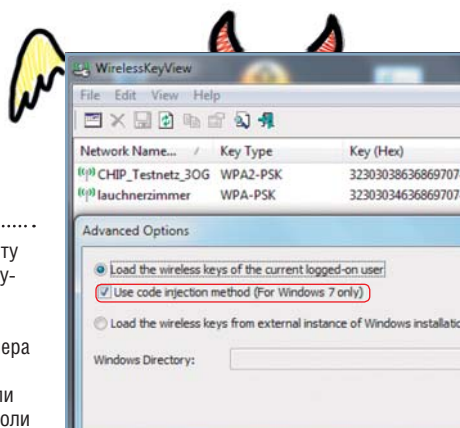 WirelessKeyView
File Edit View Help
Network Name... / Key Type Key (Hex)
CHIP_Testnetz_3OG WPA2-PSK 32303038636869707
lauchnerzimmer WPA-PSK 32303034636869707
Advanced Options
Load the wireless keys of the current logged-on user
Use code injection method (For Windows 7 only)
Load the wireless keys from external instance of Windows installatio
Windows Directory:
ту
у-
ера
ли
оли